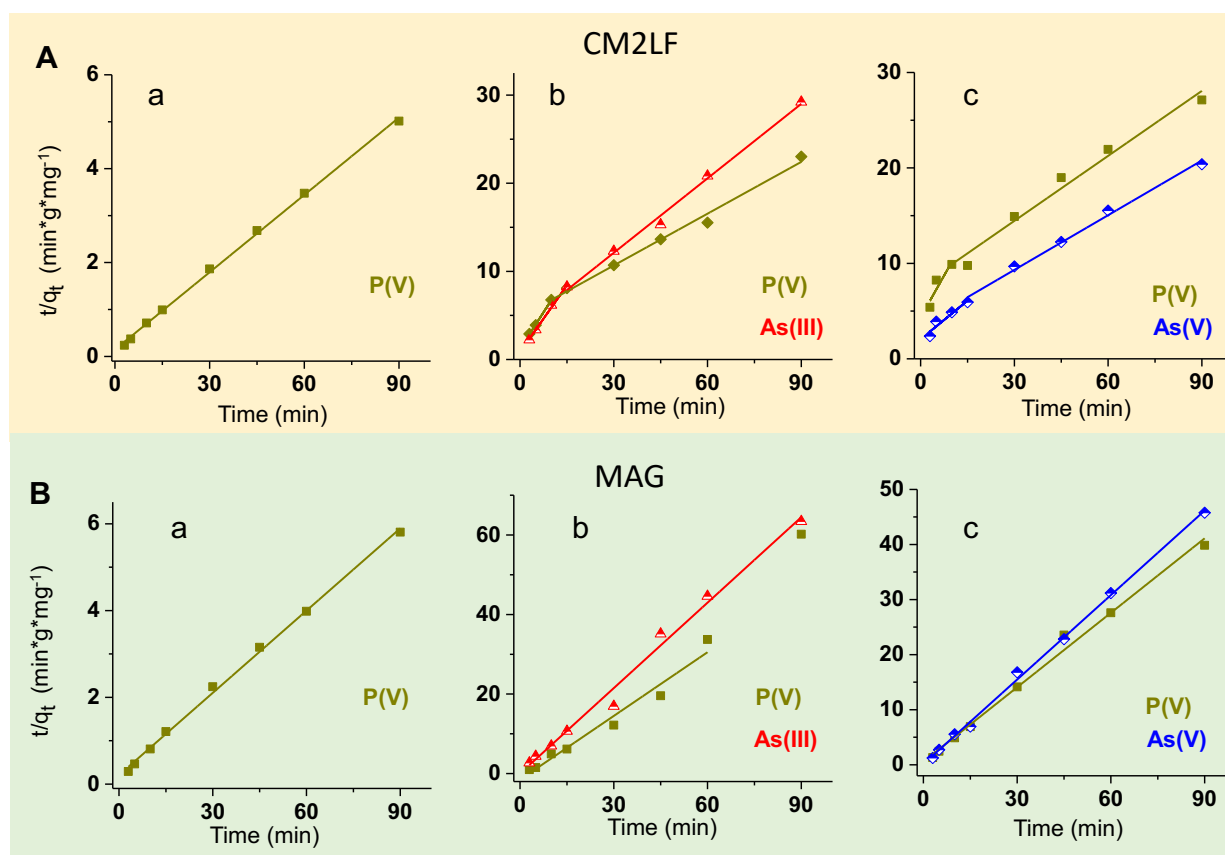 CM2LF
A
a
6
4
2
0
t/qt (min*g*mg-1)
P(V)
0 30 60 90
Time (min)
b
30
20
10
0
P(V)
As(III)
0 30 60 90
Time (min)
c
30
20
10
0
P(V)
As(V)
0 30 60 90
Time (min)
MAG
B
a
6
4
2
0
t/qt (min*g*mg-1)
P(V)
0 30 60 90
Time (min)
b
60
40
20
0
P(V)
As(III)
0 30 60 90
Time (min)
c
50
40
30
20
10
0
P(V)
As(V)
0 30 60 90
Time (min)